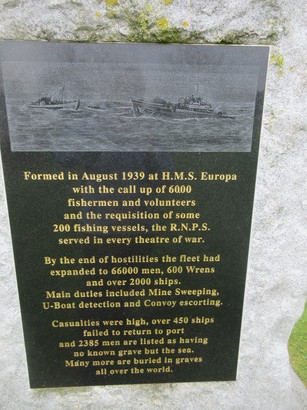 Formed in August 1939 at H.M.S. Europa
with the call up of 6000
fishermen and volunteers
and the requisition of some
200 fishing vessels, the R.N.P.S.
served in every theatre of war.
By the end of hostilities the fleet had
expanded to 66000 men, 600 Wrens
and over 2000 ships.
Main duties included Mine Sweeping,
U-Boat detection and Convoy escorting.
Casualties were high, over 450 ships
failed to return to port
and 2385 men are listed as having
no known grave but the sea.
Many more are buried in graves
all over the world.